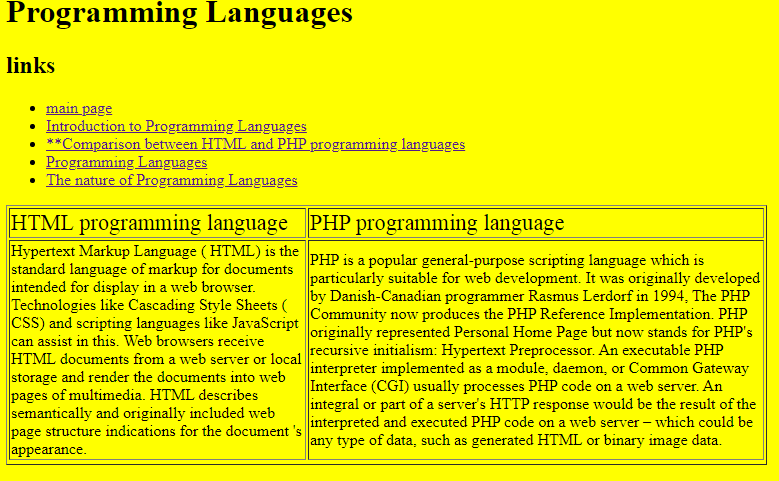 Programming Languages
links
main page
Introduction to Programming Languages
**Comparison between HTML and PHP programming languages
Programming Languages
The nature of Programming Languages
HTML programming language
PHP programming language
Hypertext Markup Language ( HTML) is the
standard language of markup for documents
intended for display in a web browser.
Technologies like Cascading Style Sheets (
CSS) and scripting languages like JavaScript
can assist in this. Web browsers receive
HTML documents from a web server or local
storage and render the documents into web
pages of multimedia. HTML describes
semantically and originally included web
page structure indications for the document 's
appearance.
PHP is a popular general-purpose scripting language which is
particularly suitable for web development. It was originally developed
by Danish-Canadian programmer Rasmus Lerdorf in 1994, The PHP
Community now produces the PHP Reference Implementation. PHP
originally represented Personal Home Page but now stands for PHP's
recursive initialism: Hypertext Preprocessor. An executable PHP
interpreter implemented as a module, daemon, or Common Gateway
Interface (CGI) usually processes PHP code on a web server. An
integral or part of a server's HTTP response would be the result of the
interpreted and executed PHP code on a web server – which could be
any type of data, such as generated HTML or binary image data.